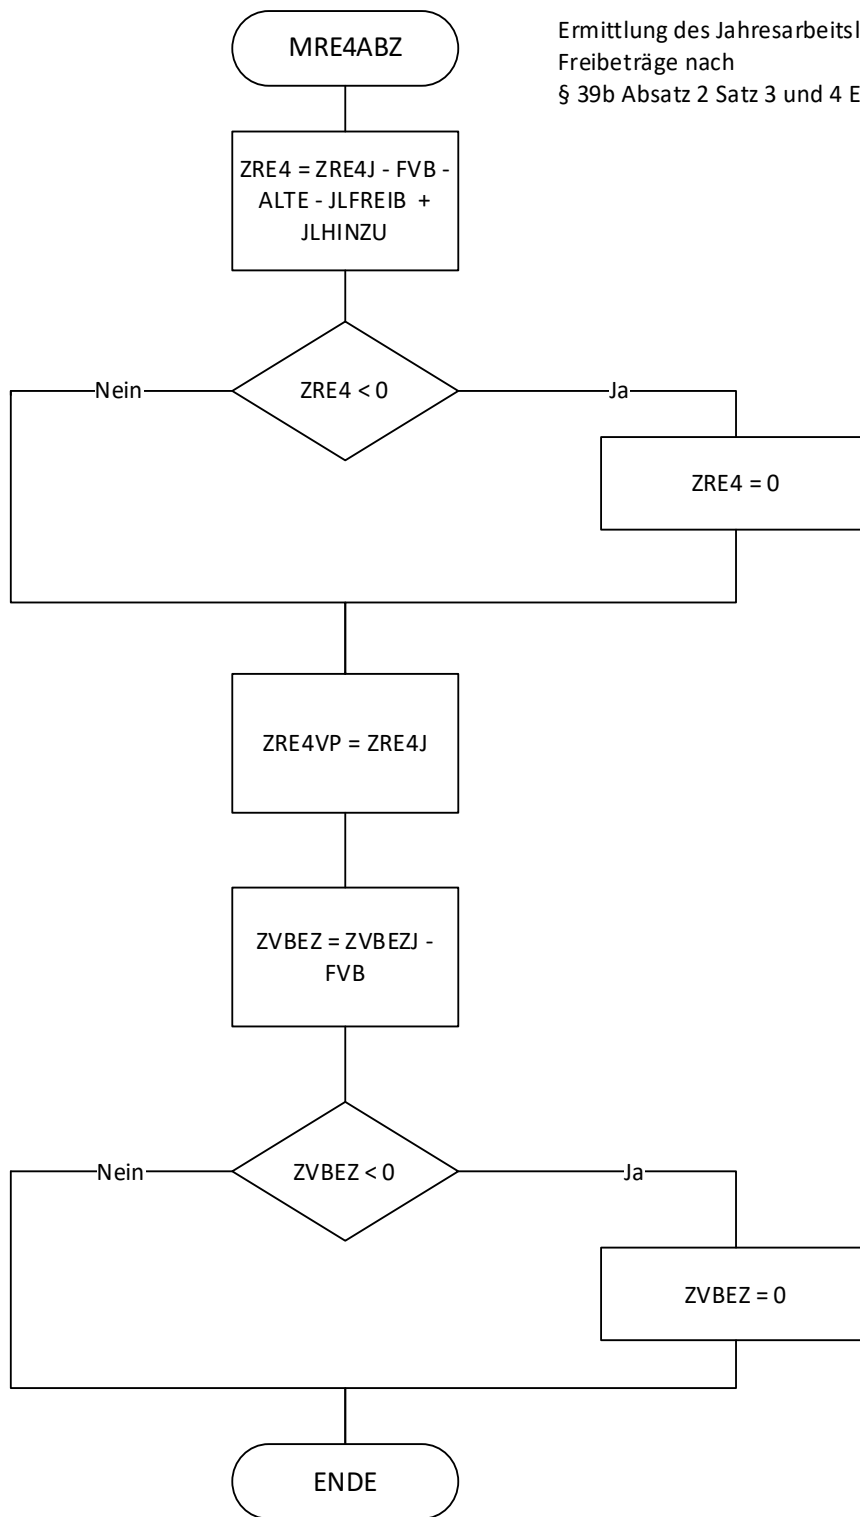 MRE4ABZ
Ermittlung des
Freibeträge nach
§ 39b Absatz 2 Satz 3 und 4
ZRE4 = ZRE4J - FVB -
ALTE - JLFREIB +
JLHINZU
Nein
ZRE4 < 0
Ja
ZRE4 = 0
ZRE4VP = ZRE4J
ZVBEZ = ZVBEZJ -
FVB
Nein
ZVBEZ < 0
Ja
ZVBEZ = 0
ENDE